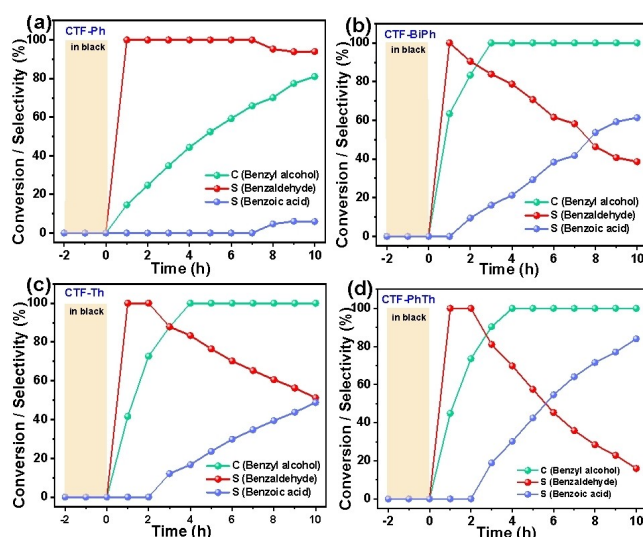 (a)
CTF-Ph
in black
Conversion / Selectivity (%)
100
80
60
40
20
0
C (Benzyl alcohol)
S (Benzaldehyde)
S (Benzoic acid)
-2 0 2 4 6 8 10
Time (h)
(b)
CTF-BiPh
in black
Conversion / Selectivity (%)
100
80
60
40
20
0
C (Benzyl alcohol)
S (Benzaldehyde)
S (Benzoic acid)
-2 0 2 4 6 8 10
Time (h)
(c)
CTF-Th
in black
Conversion / Selectivity (%)
100
80
60
40
20
0
C (Benzyl alcohol)
S (Benzaldehyde)
S (Benzoic acid)
-2 0 2 4 6 8 10
Time (h)
(d)
CTF-PhTh
in black
Conversion / Selectivity (%)
100
80
60
40
20
0
C (Benzyl alcohol)
S (Benzaldehyde)
S (Benzoic acid)
-2 0 2 4 6 8 10
Time (h)